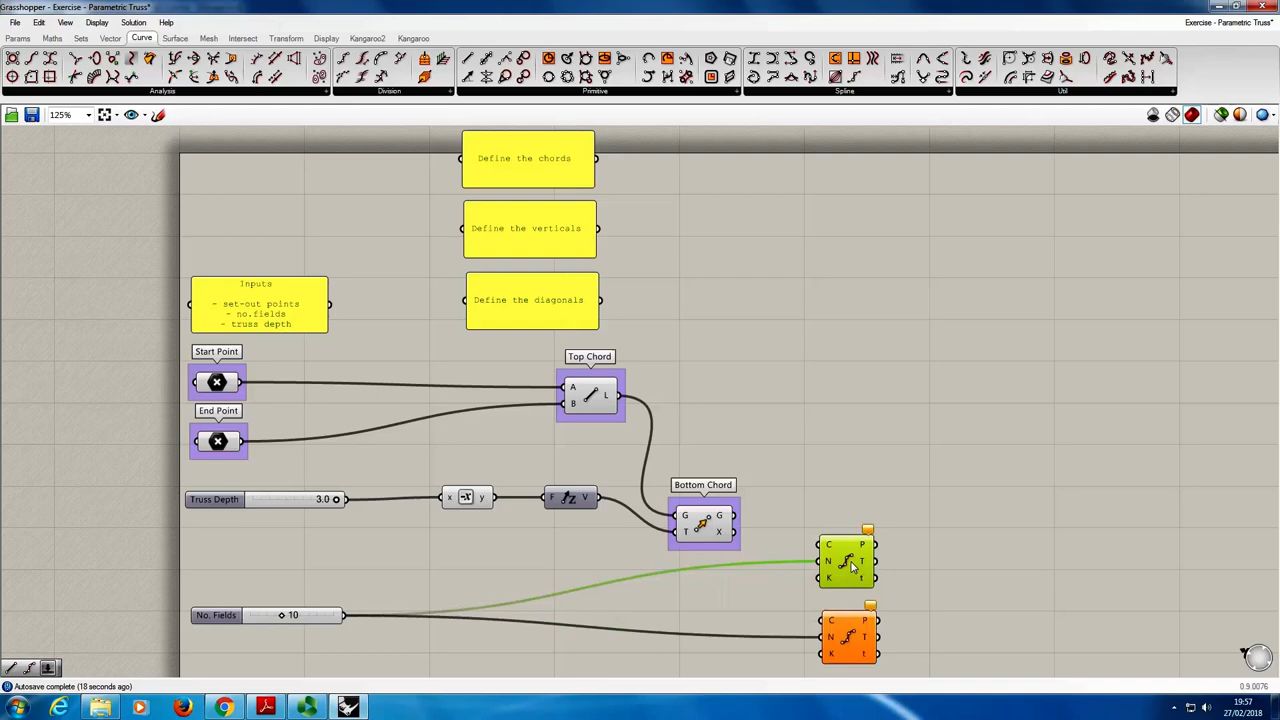 Grasshopper - Exercise - Parametric Truss*
File Edit View Display Solution Help
Exercise - Parametric Truss*
Params Maths Sets Vector Curve Surface Mesh Intersect Transform Display Kangaroo2 Kangaroo
Analysis Division Primitive Spline Util
125%
Define the chords
Define the verticals
Define the diagonals
Inputs
- set-out points
- no.fields
- truss depth
Start Point
End Point
Top Chord
A
B
L
Truss Depth 3.0
x y
F V
Bottom Chord
G G
T X
C P
N T
K t
No. Fields 10
C P
N T
K t
Autosave complete (18 seconds ago)
0.9.0076
19:57
27/02/2018